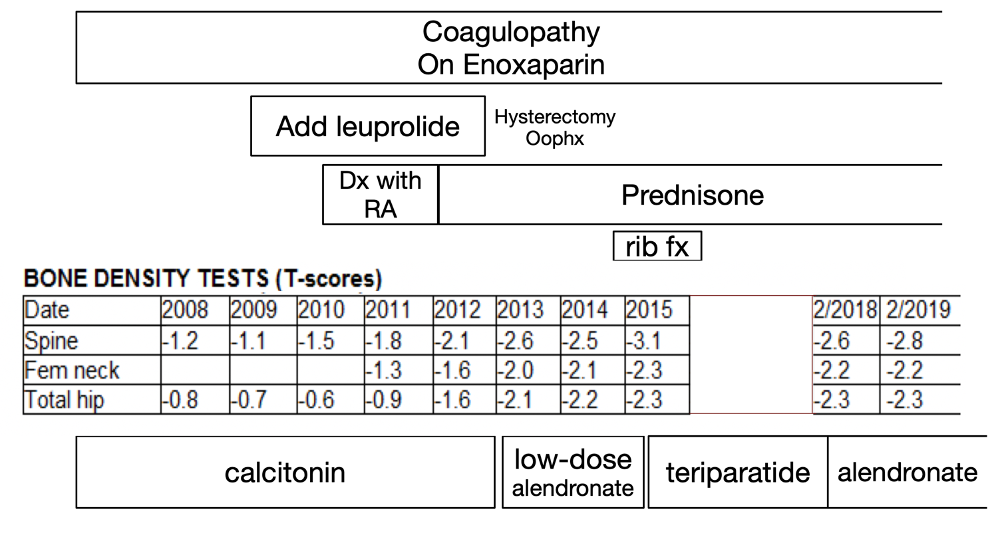 Coagulopathy
On Enoxaparin
Add leuprolide
Hysterectomy
Oophx
Dx with
RA
Prednisone
rib fx
BONE DENSITY TESTS (T-scores)
Date 2008 2009 2010 2011 2012 2013 2014 2015 2/2018 2/2019
Spine -1.2 -1.1 -1.5 -1.8 -2.1 -2.6 -2.5 -3.1 -2.6 -2.8
Fem neck -1.3 -1.6 -2.0 -2.1 -2.3 -2.2 -2.2
Total hip -0.8 -0.7 -0.6 -0.9 -1.6 -2.1 -2.2 -2.3 -2.3 -2.3
calcitonin
low-dose
alendronate
teriparatide
alendronate